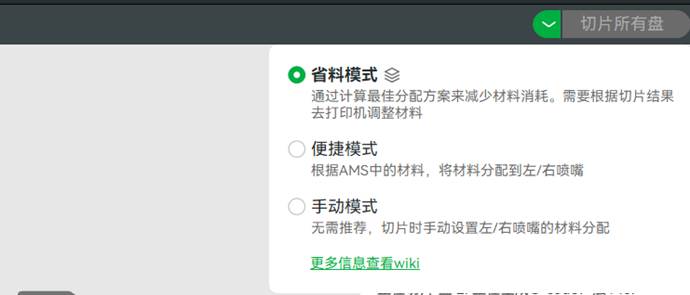 切片所有盘
省料模式
通过计算最佳分配方案来减少材料消耗。需要根据切片结果
去打印机调整材料
便捷模式
根据AMS中的材料，将材料分配到左/右喷嘴
手动模式
无需推荐，切片时手动设置左/右喷嘴的材料分配
更多信息查看wiki